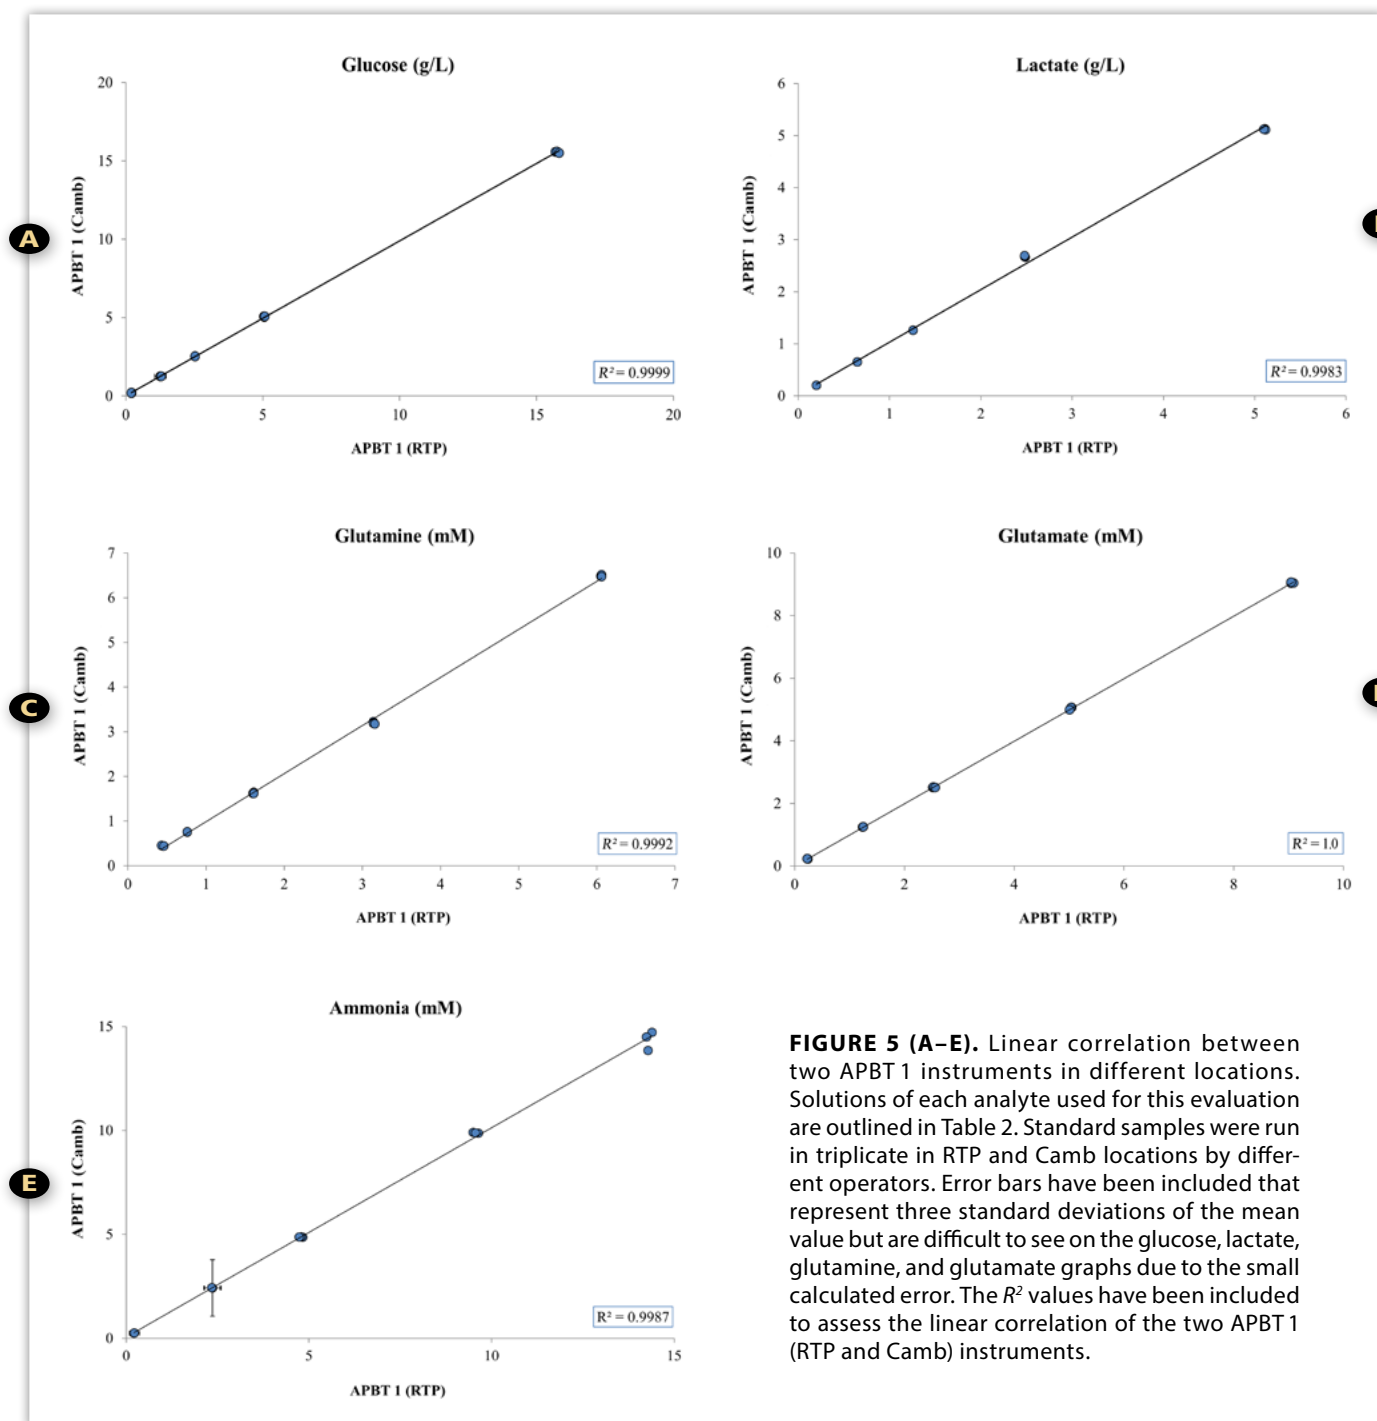 Glucose (g/L)
20
15
10
5
0
0 5 10 15 20
APBT 1 (Camb)
APBT 1 (RTP)
R² = 0.9999
A
Lactate (g/L)
6
5
4
3
2
1
0
0 1 2 3 4 5 6
APBT 1 (Camb)
APBT 1 (RTP)
R² = 0.9983
Glutamine (mM)
7
6
5
4
3
2
1
0
0 1 2 3 4 5 6 7
APBT 1 (Camb)
APBT 1 (RTP)
R² = 0.9992
C
Glutamate (mM)
10
8
6
4
2
0
0 2 4 6 8 10
APBT 1 (Camb)
APBT 1 (RTP)
R² = 1.0
Ammonia (mM)
15
10
5
0
0 5 10 15
APBT 1 (Camb)
APBT 1 (RTP)
R² = 0.9987
E
FIGURE 5 (A–E). Linear correlation between
two APBT 1 instruments in different locations.
Solutions of each analyte used for this evaluation
are outlined in Table 2. Standard samples were run
in triplicate in RTP and Camb locations by differ-
ent operators. Error bars have been included that
represent three standard deviations of the mean
value but are difficult to see on the glucose, lactate,
glutamine, and glutamate graphs due to the small
calculated error. The R² values have been included
to assess the linear correlation of the two APBT 1
(RTP and Camb) instruments.